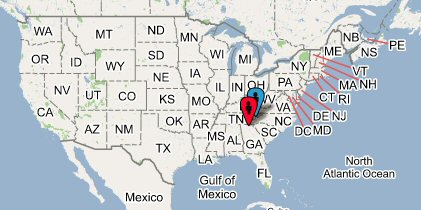 WA
MT
ND
MN
OR
ID
SD
WI
MI
NY
ME
NB
NS
PE
WY
NE
IA
IL
IN
OH
PA
VT
NH
MA
RI
CT
NJ
DE
MD
DC
NV
UT
CO
KS
MO
VV
VA
CA
AZ
NM
OK
AR
TN
NC
SC
TX
LA
MS
AL
GA
FL
Mexico
Gulf of
Mexico
North
Atlantic Ocean